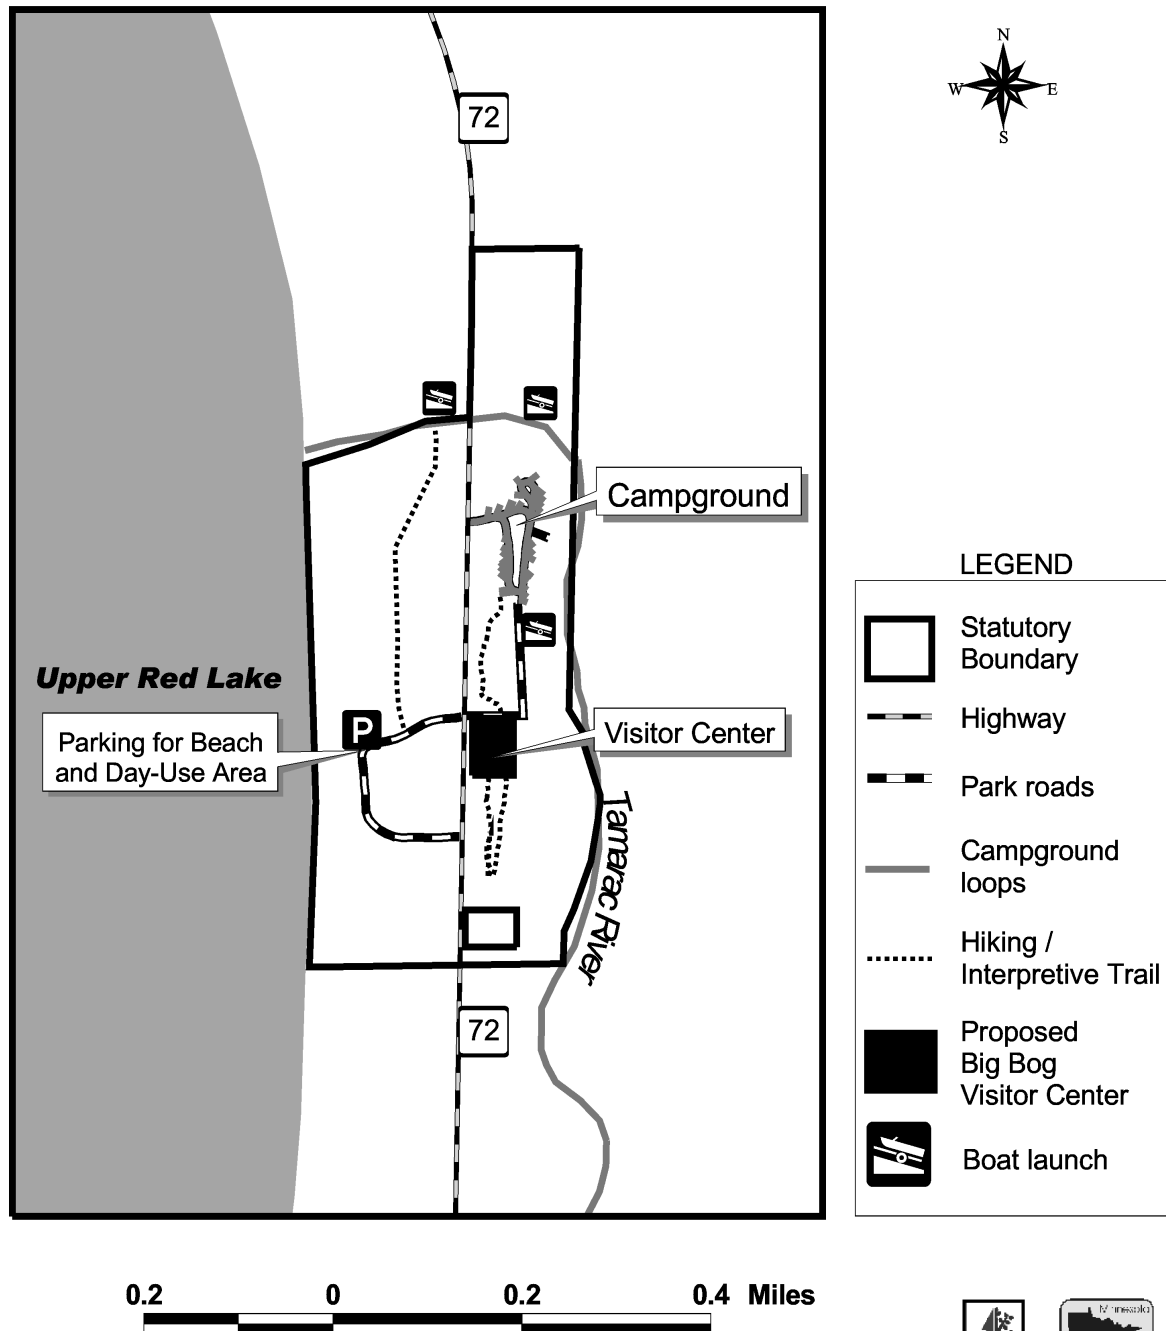 N
W
E
S
72
Campground
Upper Red Lake
P
Parking for Beach
and Day-Use Area
Visitor Center
Tamarac River
72
LEGEND
Statutory
Boundary
Highway
Park roads
Campground
loops
Hiking /
Interpretive Trail
Proposed
Big Bog
Visitor Center
Boat launch
0.2 0 0.2 0.4 Miles
Minnesota